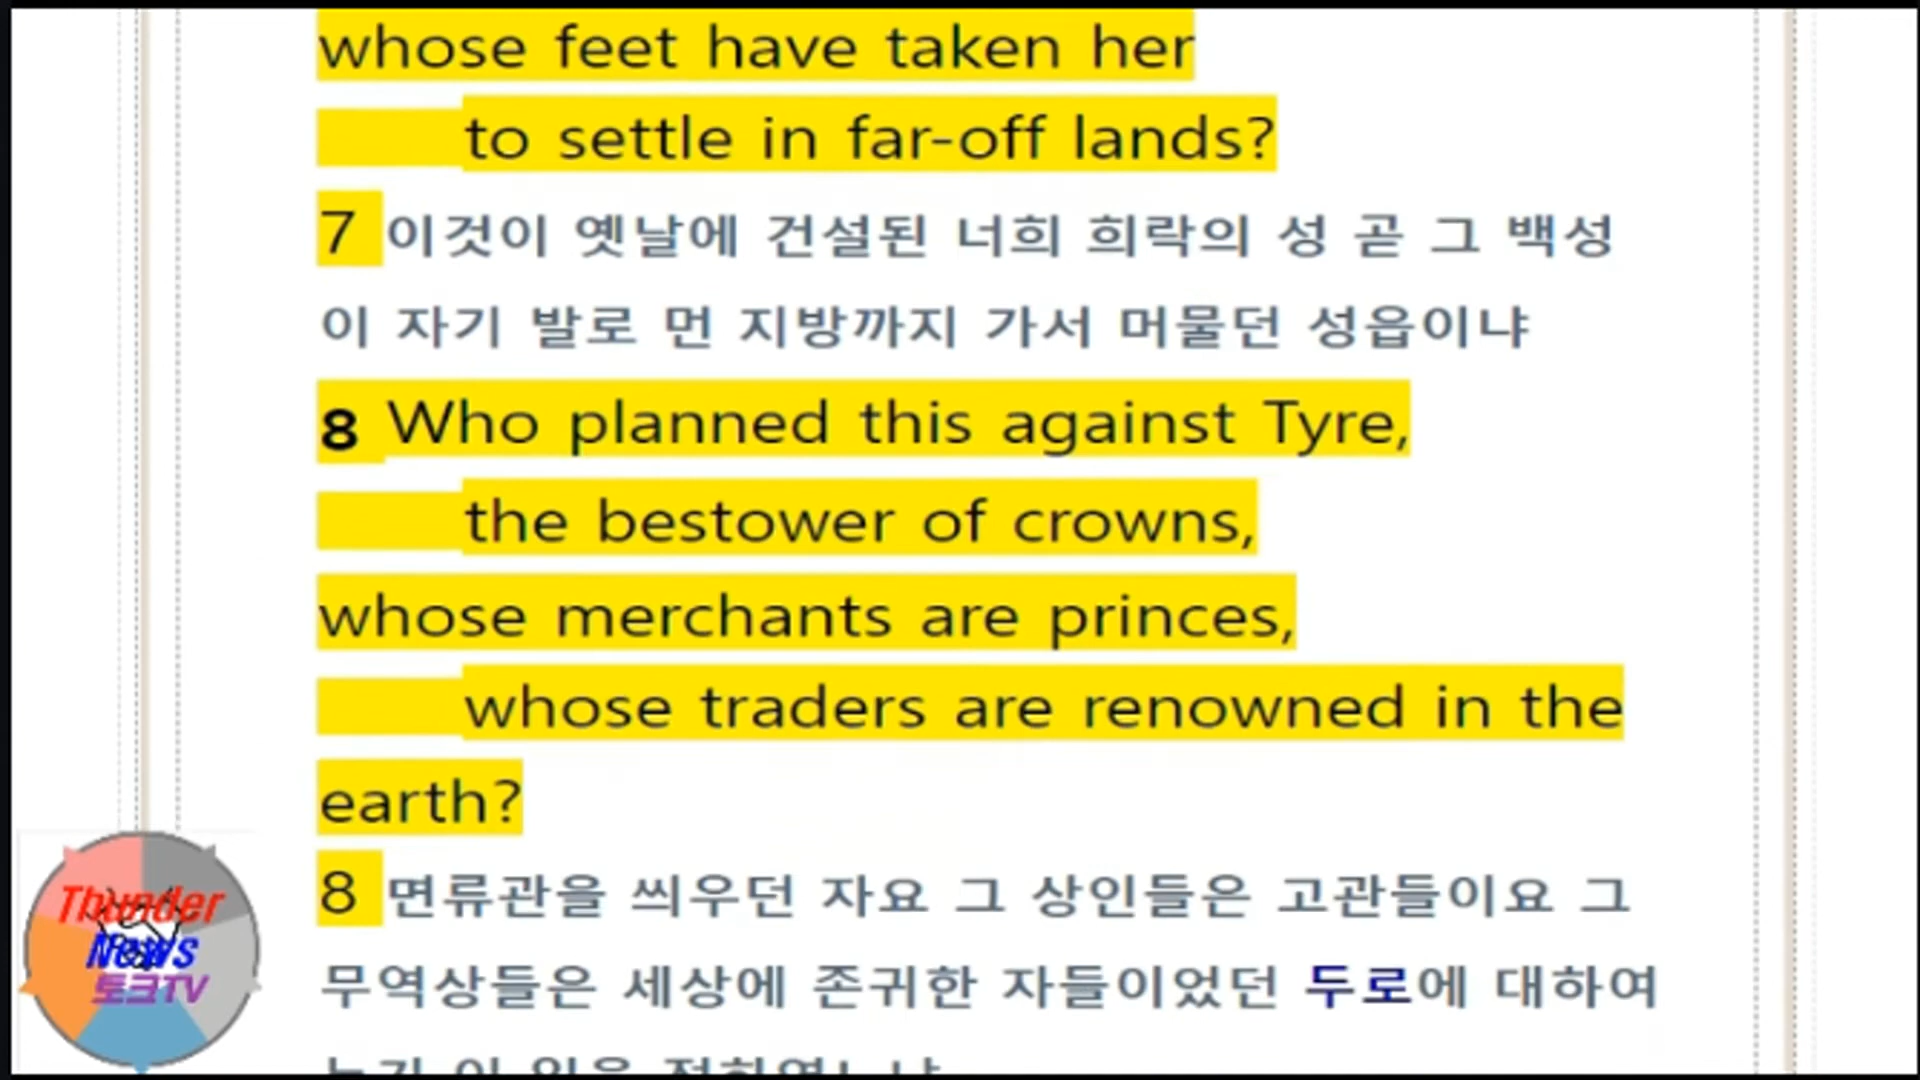 whose feet have taken her
to settle in far-off lands?
7 이것이 옛날에 건설된 너희 희락의 성 곧 그 백성
이 자기 발로 먼 지방까지 가서 머물던 성읍이냐
8 Who planned this against Tyre,
the bestower of crowns,
whose merchants are princes,
whose traders are renowned in the
earth?
8 면류관을 씌우던 자요 그 상인들은 고관들이요 그
무역상들은 세상에 존귀한 자들이었던 두로에 대하여
Thunder
News
토크TV